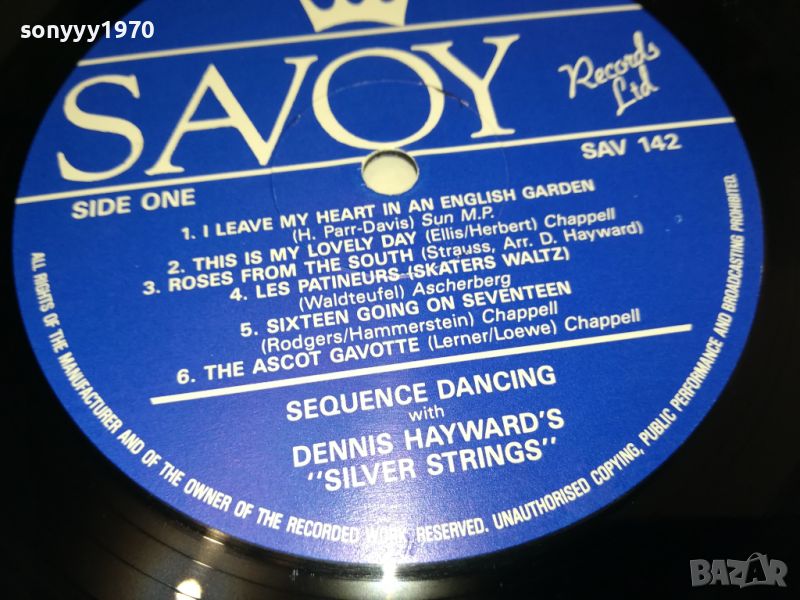 sonyyy1970
SAVOY
Records
Ltd
SIDE ONE
SAV 142
1. I LEAVE MY HEART IN AN ENGLISH GARDEN
(H. Parr-Davis) Sun M.P.
2. THIS IS MY LOVELY DAY (Ellis/Herbert) Chappell
3. ROSES FROM THE SOUTH (Strauss, Arr. D. Hayward)
4. LES PATINEURS (SKATERS WALTZ)
(Waldteufel) Ascherberg
5. SIXTEEN GOING ON SEVENTEEN
(Rodgers/Hammerstein) Chappell
6. THE ASCOT GAVOTTE (Lerner/Loewe) Chappell
SEQUENCE DANCING
with
DENNIS HAYWARD'S
"SILVER STRINGS"
ALL RIGHTS OF THE MANUFACTURER AND OF THE OWNER OF THE RECORDED WORK RESERVED. UNAUTHORISED COPYING, PUBLIC PERFORMANCE AND BROADCASTING PROHIBITED.
BAZAR